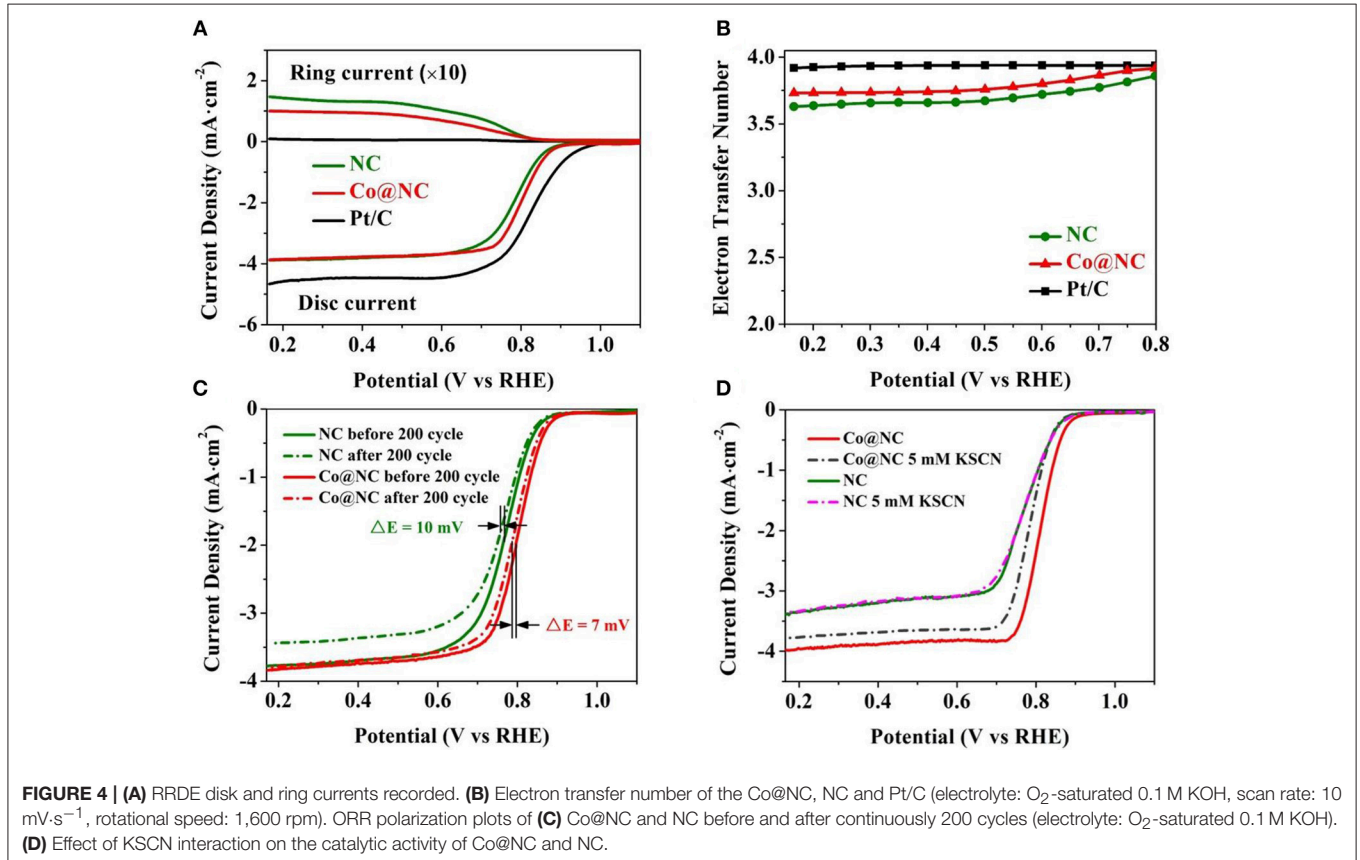 A
Ring current (×10)
NC
Co@NC
Pt/C
Disc current
Current Density (mA·cm⁻²)
2
0
-2
-4
-6
0.2 0.4 0.6 0.8 1.0
Potential (V vs RHE)
B
Electron Transfer Number
4.0
3.5
3.0
2.5
2.0
NC
Co@NC
Pt/C
0.2 0.3 0.4 0.5 0.6 0.7 0.8
Potential (V vs RHE)
C
Current Density (mA·cm²)
0
-1
-2
-3
-4
NC before 200 cycle
NC after 200 cycle
Co@NC before 200 cycle
Co@NC after 200 cycle
△E = 10 mV
△E = 7 mV
0.2 0.4 0.6 0.8 1.0
Potential (V vs RHE)
D
Current Density (mA·cm⁻²)
0
-1
-2
-3
-4
Co@NC
Co@NC 5 mM KSCN
NC
NC 5 mM KSCN
0.2 0.4 0.6 0.8 1.0
Potential (V vs RHE)
FIGURE 4 | (A) RRDE disk and ring currents recorded. (B) Electron transfer number of the Co@NC, NC and Pt/C (electrolyte: O₂-saturated 0.1 M KOH, scan rate: 10
mV·s⁻¹, rotational speed: 1,600 rpm). ORR polarization plots of (C) Co@NC and NC before and after continuously 200 cycles (electrolyte: O₂-saturated 0.1 M KOH).
(D) Effect of KSCN interaction on the catalytic activity of Co@NC and NC.